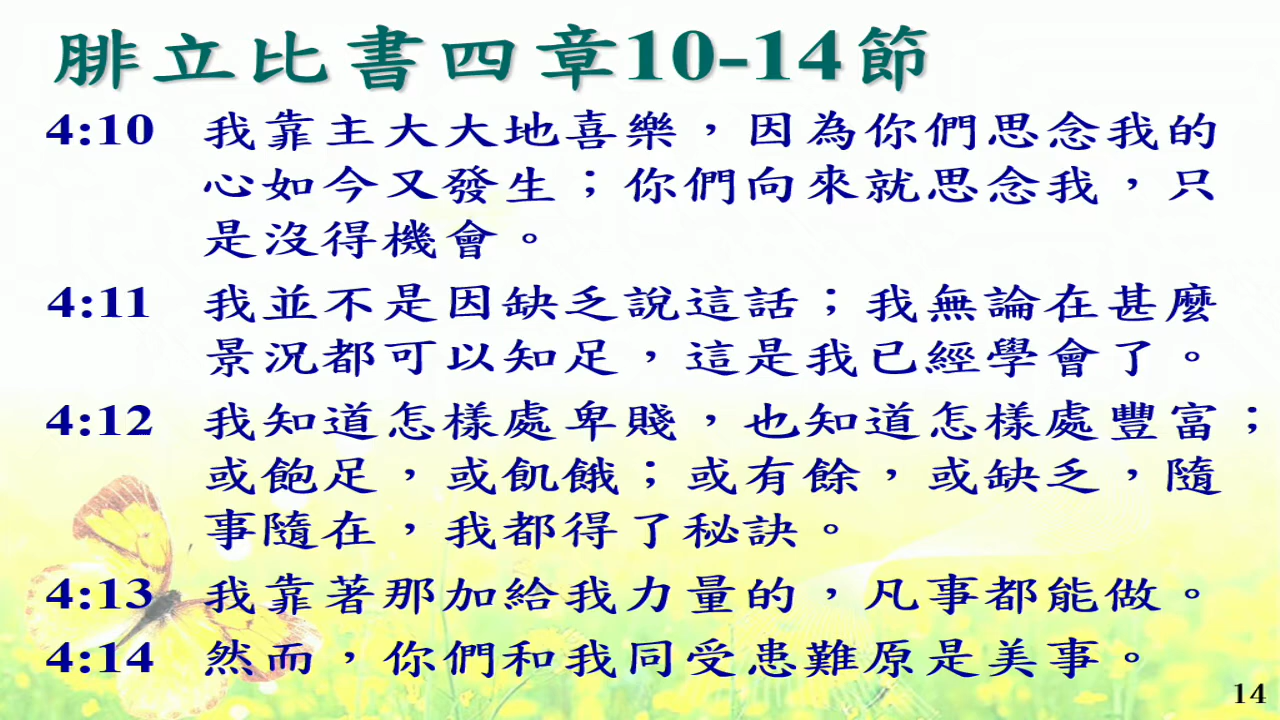 腓立比書四章10-14節
4:10 我靠主大大地喜樂，因為你們思念我的
心如今又發生；你們向來就思念我，只
是沒得機會。
4:11 我並不是因缺乏說這話；我無論在甚麼
景況都可以知足，這是我已經學會了。
4:12 我知道怎樣處卑賤，也知道怎樣處豐富；
或飽足，或飢餓；或有餘，或缺乏，隨
事隨在，我都得了秘訣。
4:13 我靠著那加給我力量的，凡事都能做。
4:14 然而，你們和我同受患難原是美事。
14